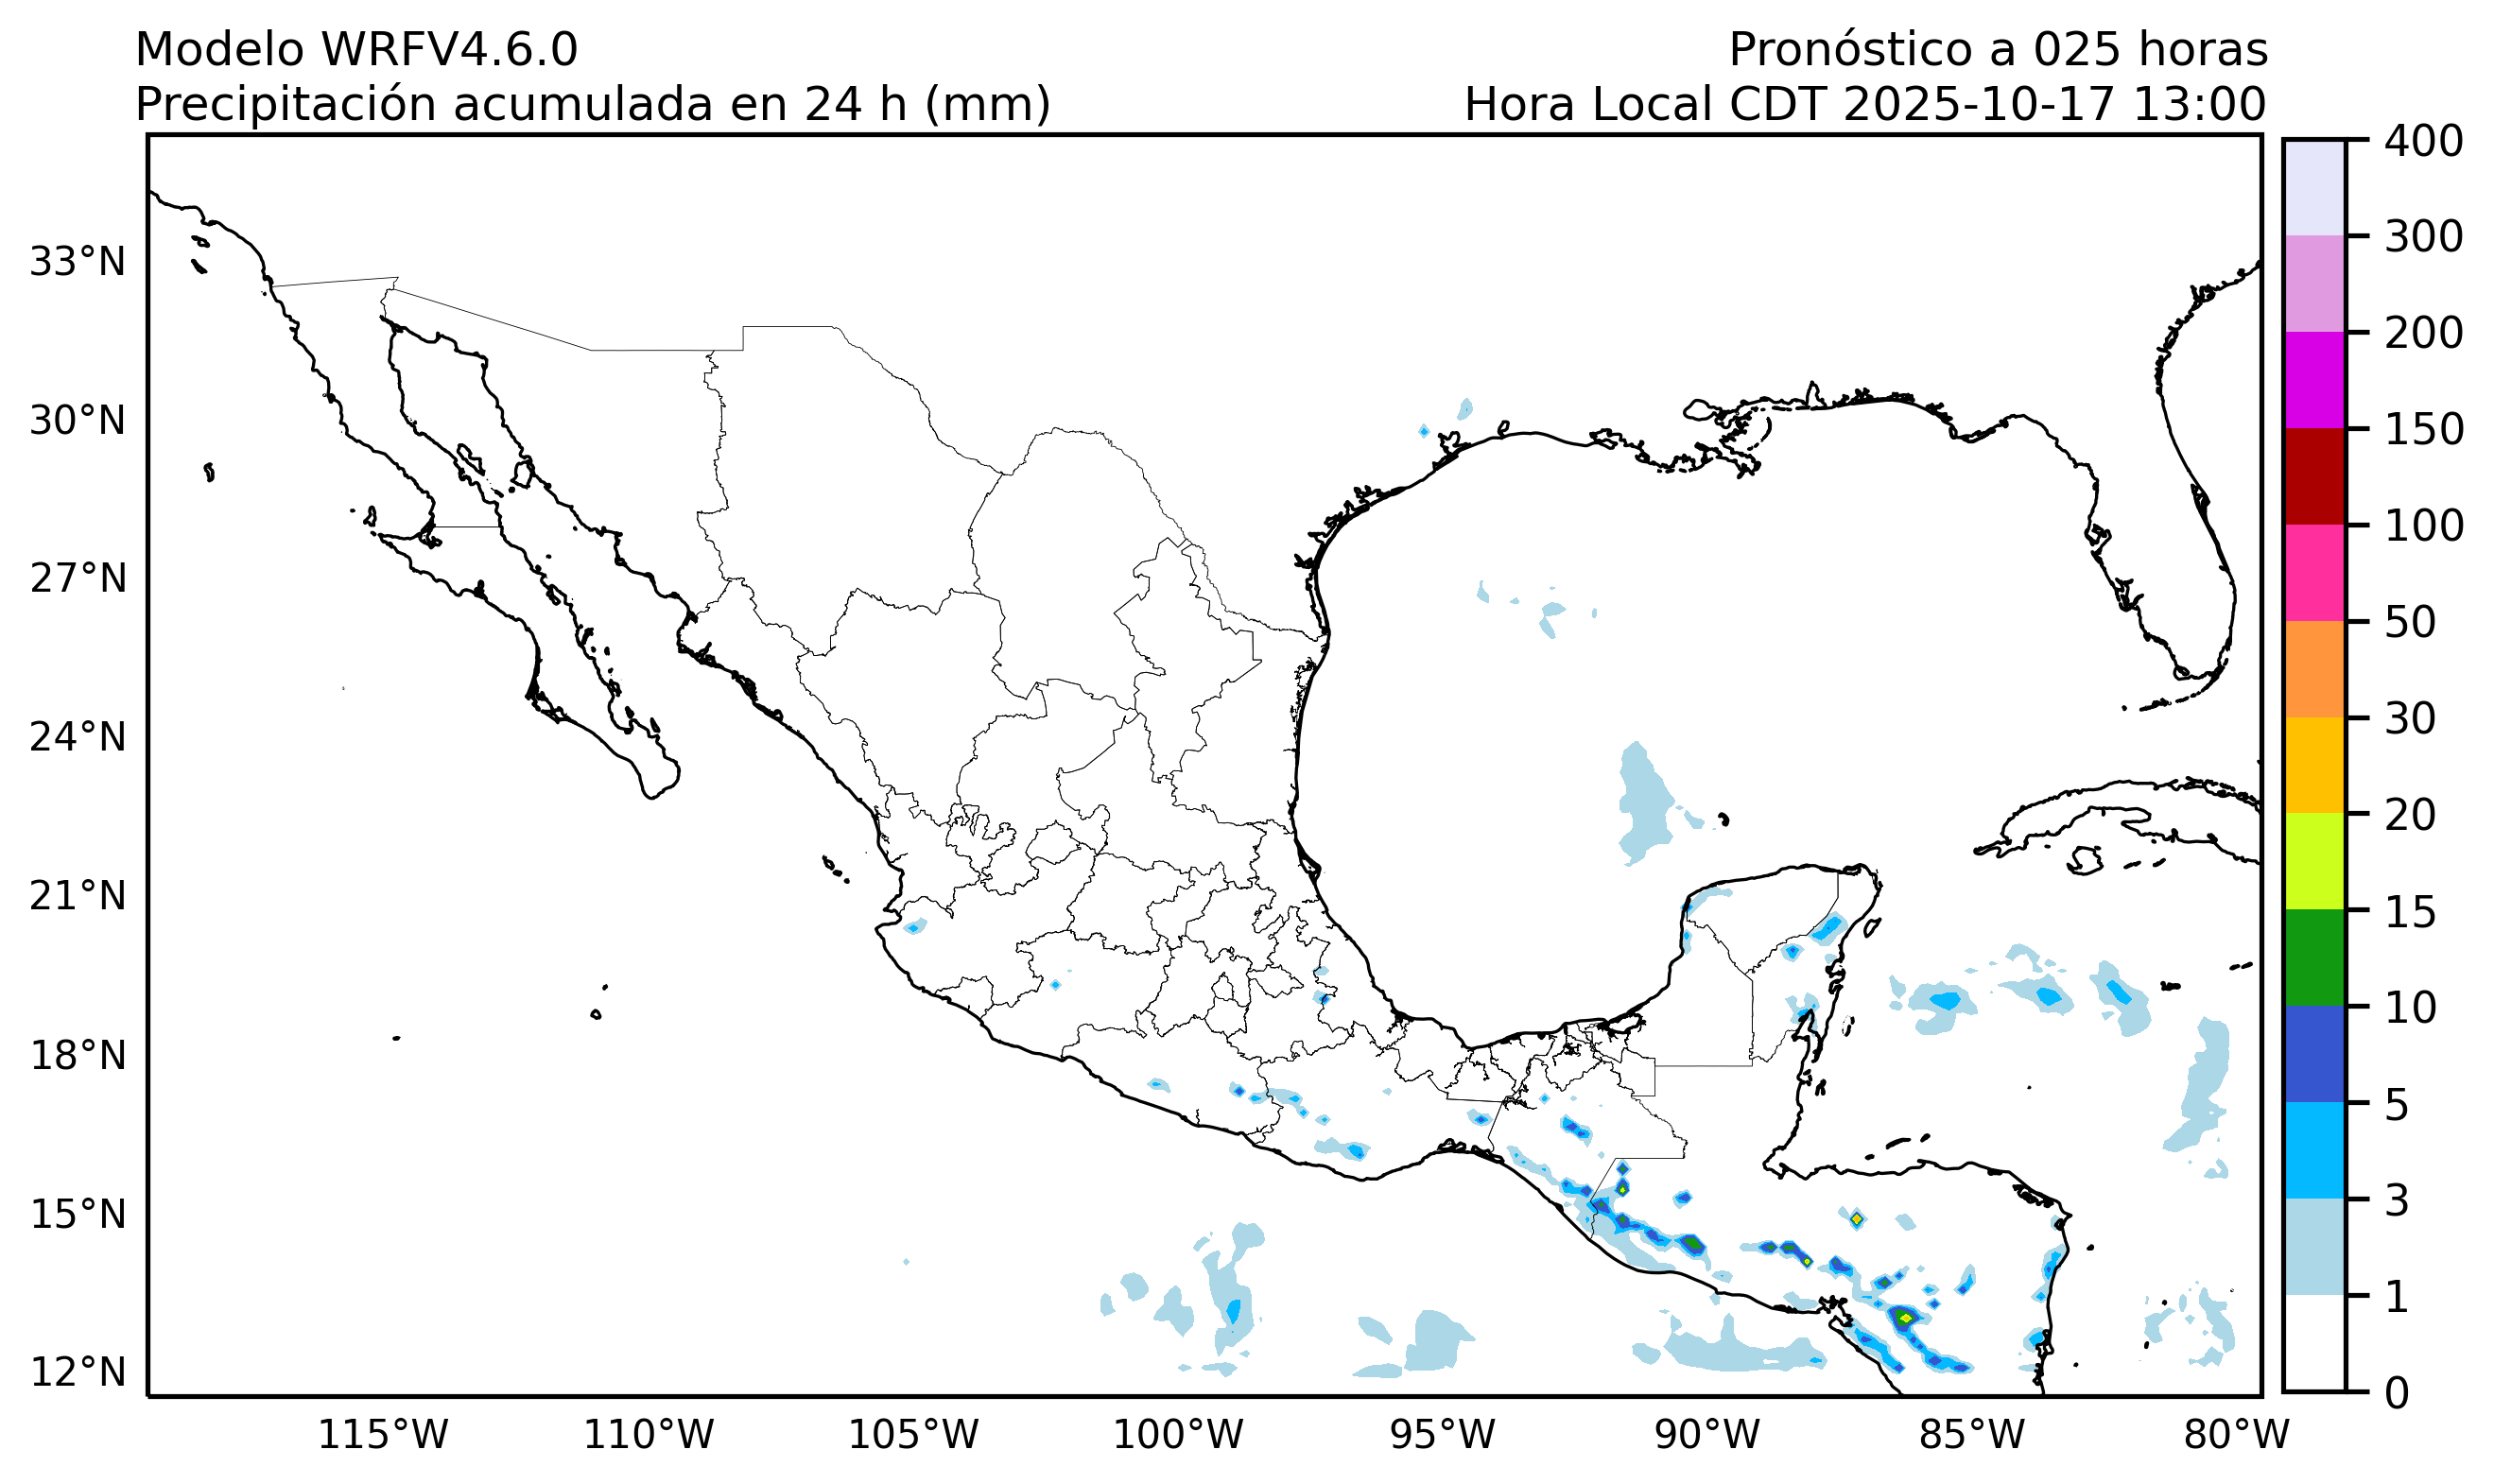 Modelo WRFV4.6.0
Pronóstico a 025 horas
Precipitación acumulada en 24 h (mm)
Hora Local CDT 2025-10-17 13:00
400
300
200
150
100
50
30
20
15
10
5
3
1
0
33°N
30°N
27°N
24°N
21°N
18°N
15°N
12°N
115°W 110°W 105°W 100°W 95°W 90°W 85°W 80°W